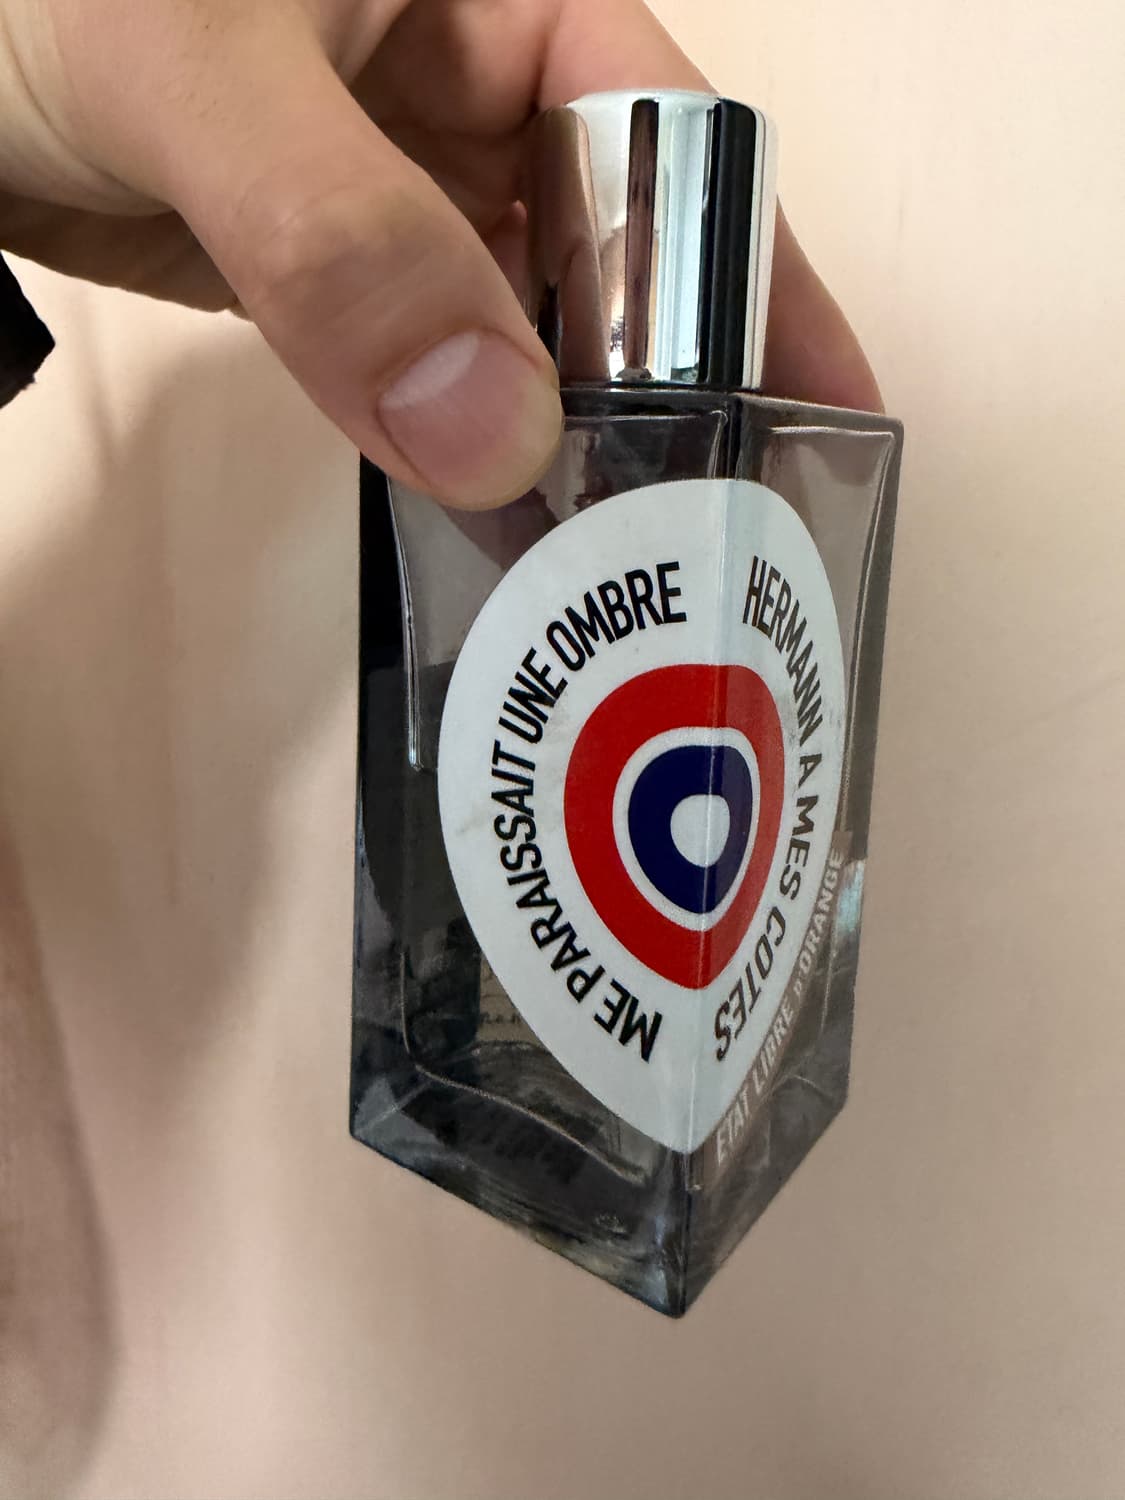 HERMANN A MES COTES
ME PARAISSAIT UNE OMBRE
ETAT LIBRE D'ORANGE